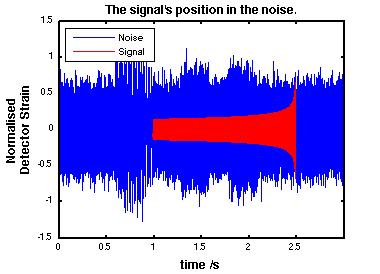 The signal's position in the noise.
1.5
Noise
Signal
1
0.5
0
-0.5
-1
-1.5
Normalised
Detector Strain
0 0.5 1 1.5 2 2.5
time /s